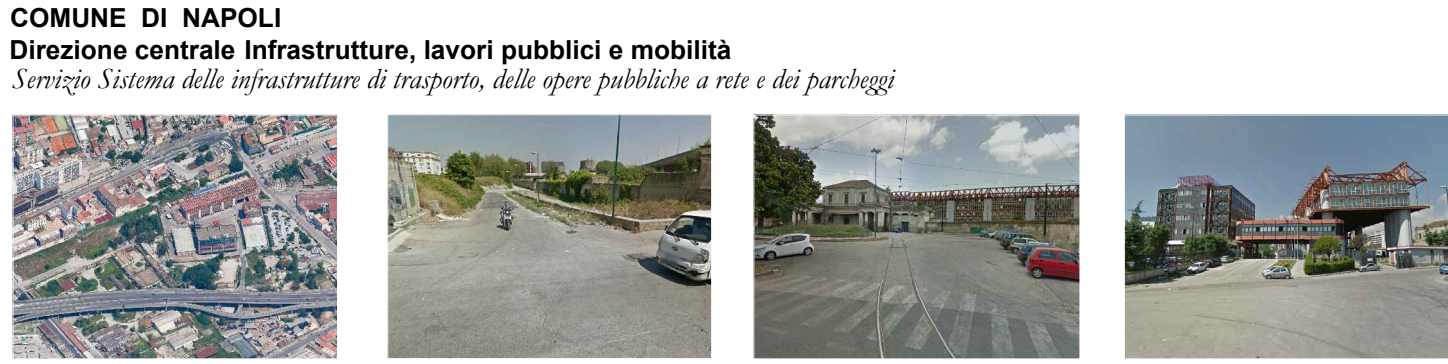 COMUNE DI NAPOLI
Direzione centrale Infrastrutture, lavori pubblici e mobilità
Servizio Sistema delle infrastrutture di trasporto, delle opere pubbliche a rete e dei parcheggi